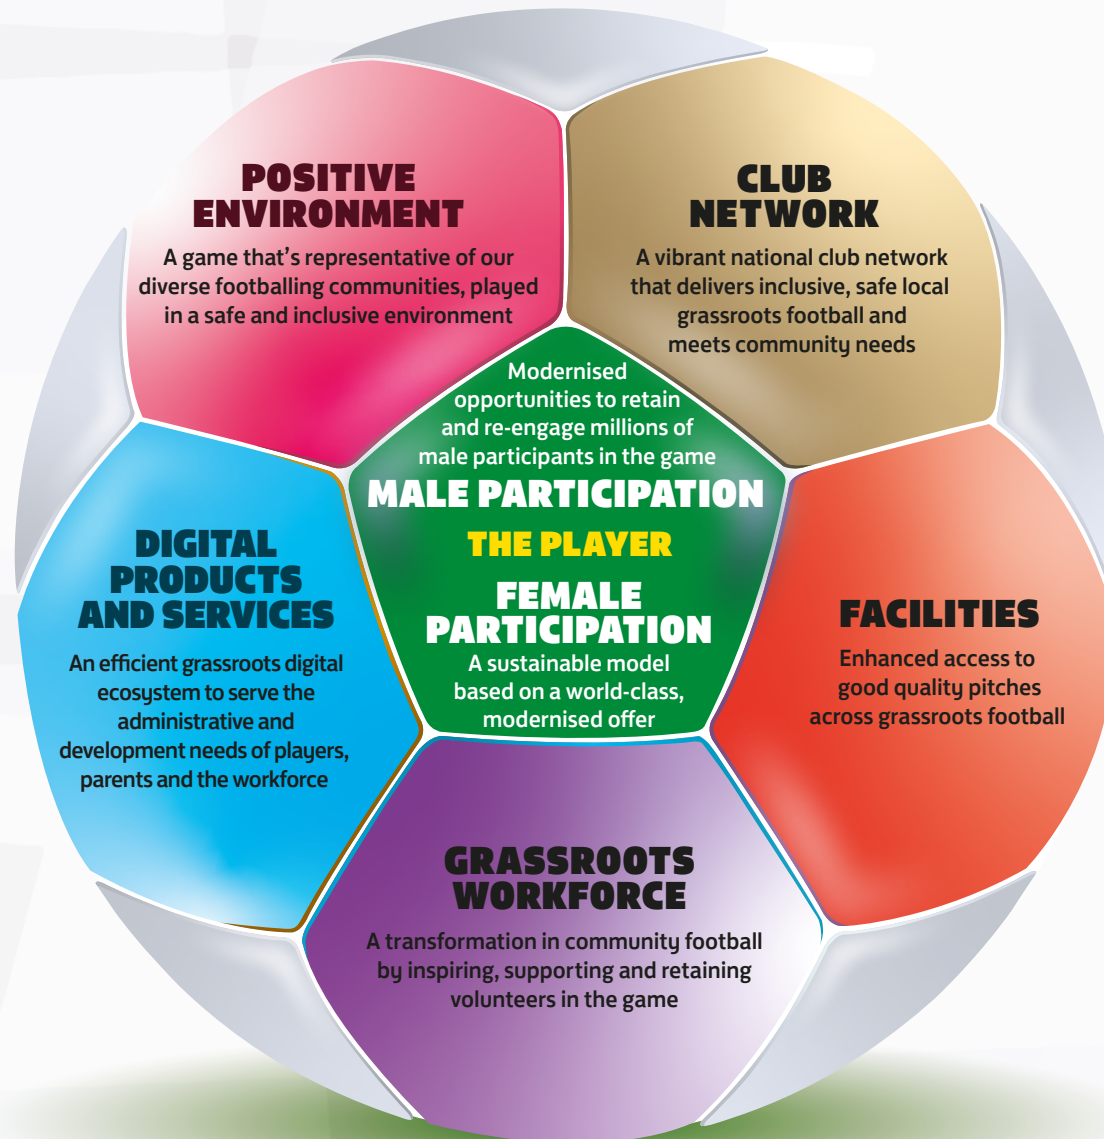 POSITIVE
ENVIRONMENT
A game that’s representative of our
diverse footballing communities, played
in a safe and inclusive environment
CLUB
NETWORK
A vibrant national club network
that delivers inclusive, safe local
grassroots football and
meets community needs
Modernised
opportunities to retain
and re-engage millions of
male participants in the game
MALE PARTICIPATION
THE PLAYER
FEMALE
PARTICIPATION
A sustainable model
based on a world-class,
modernised offer
DIGITAL
PRODUCTS
AND SERVICES
An efficient grassroots digital
ecosystem to serve the
administrative and
development needs of players,
parents and the workforce
FACILITIES
Enhanced access to
good quality pitches
across grassroots football
GRASSROOTS
WORKFORCE
A transformation in community football
by inspiring, supporting and retaining
volunteers in the game